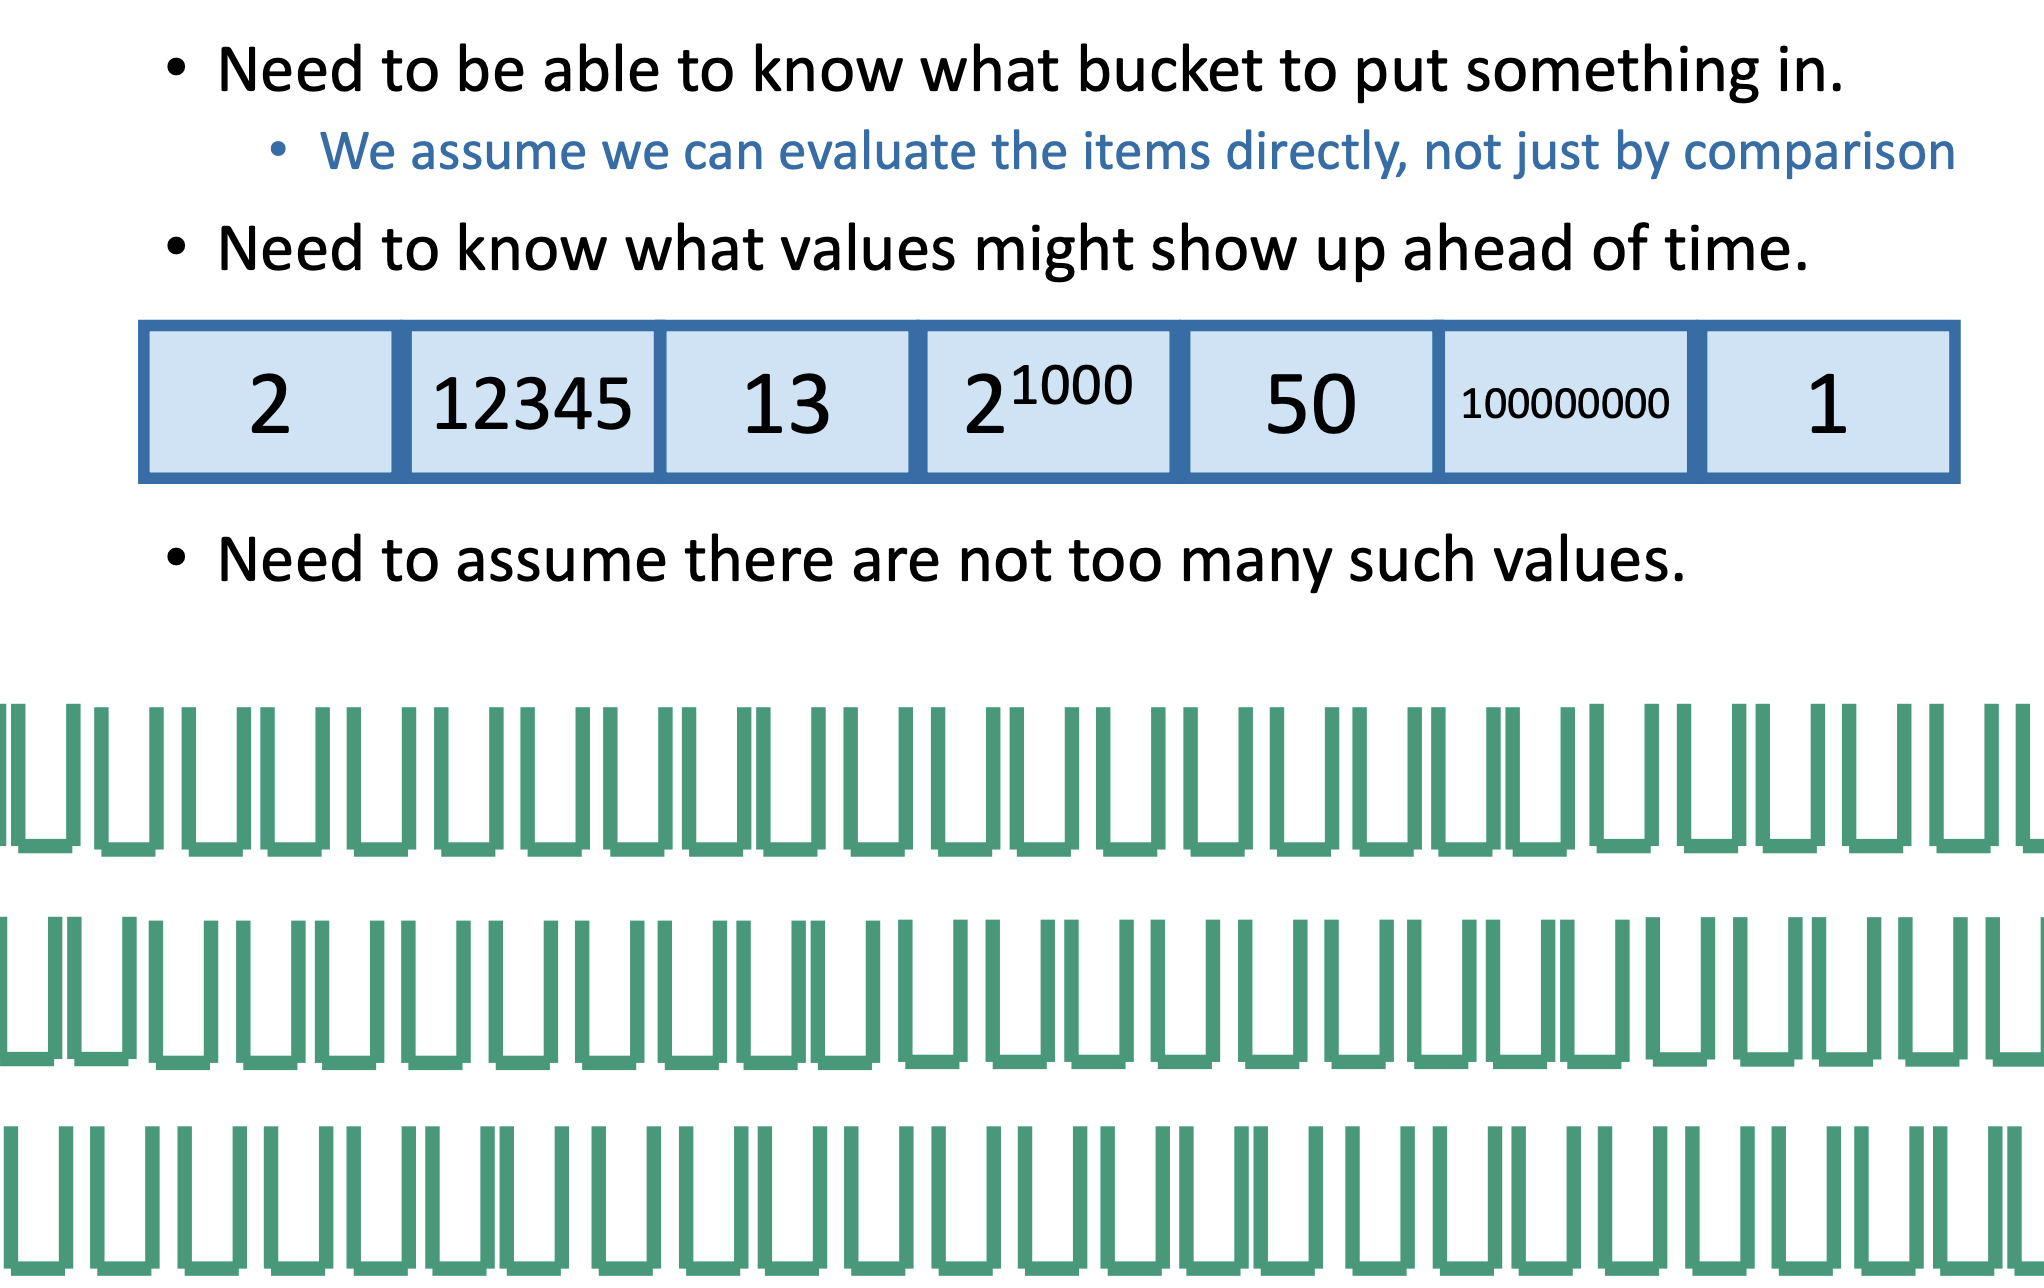 • Need to be able to know what bucket to put something in.
• We assume we can evaluate the items directly, not just by comparison
• Need to know what values might show up ahead of time.
2 12345 13 2¹⁰⁰⁰ 50 100000000 1
• Need to assume there are not too many such values.